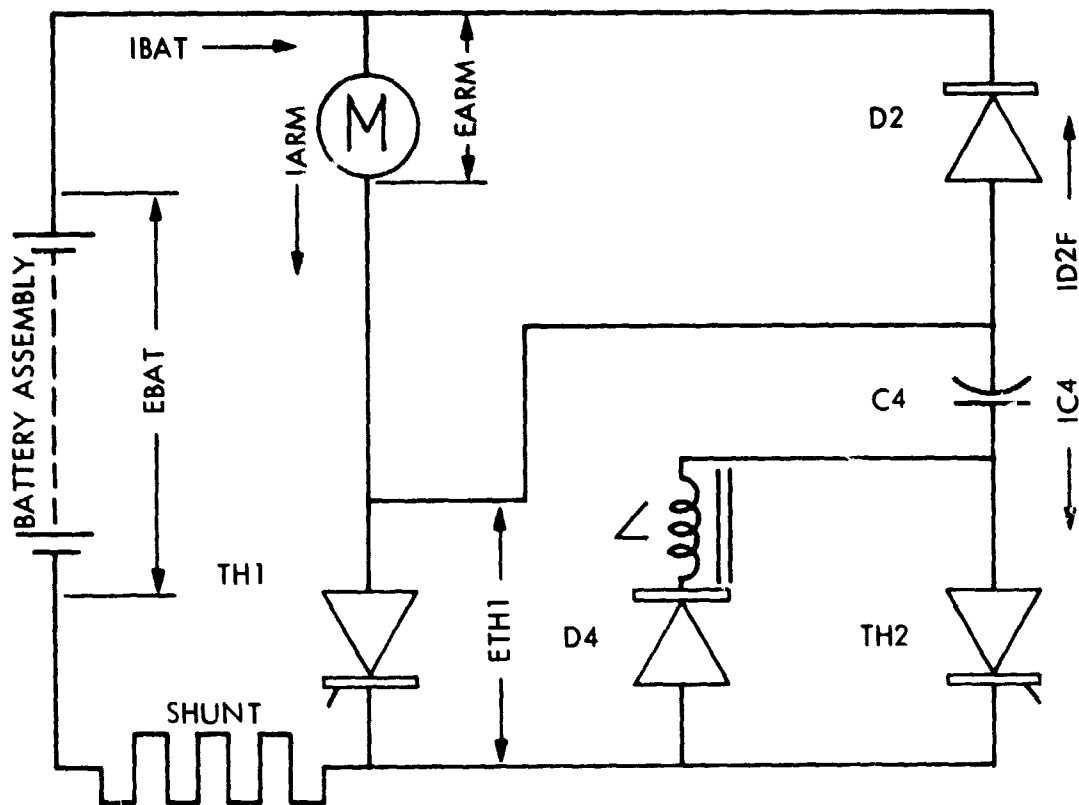 IBAT
IARM
M
EARM
D2
ID2F
BATTERY ASSEMBLY
EBAT
C4
IC4
L
TH1
ETH1
D4
TH2
SHUNT